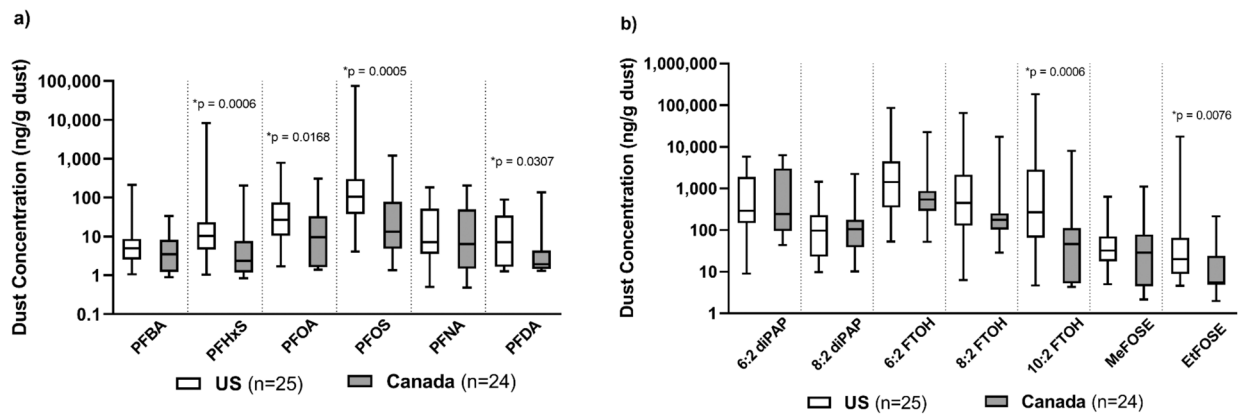 a)
Dust Concentration (ng/g dust)
100,000
10,000
1,000
100
10
1
0.1
*p = 0.0006
*p = 0.0168
*p = 0.0005
*p = 0.0307
PFBA
PFHxS
PFOA
PFOS
PFNA
PFDA
US (n=25)
Canada (n=24)
b)
Dust Concentration (ng/g dust)
1,000,000
100,000
10,000
1,000
100
10
1
*p = 0.0006
*p = 0.0076
6:2 diPAP
8:2 diPAP
6:2 FTOH
8:2 FTOH
10:2 FTOH
MeFOSE
EtFOSE
US (n=25)
Canada (n=24)